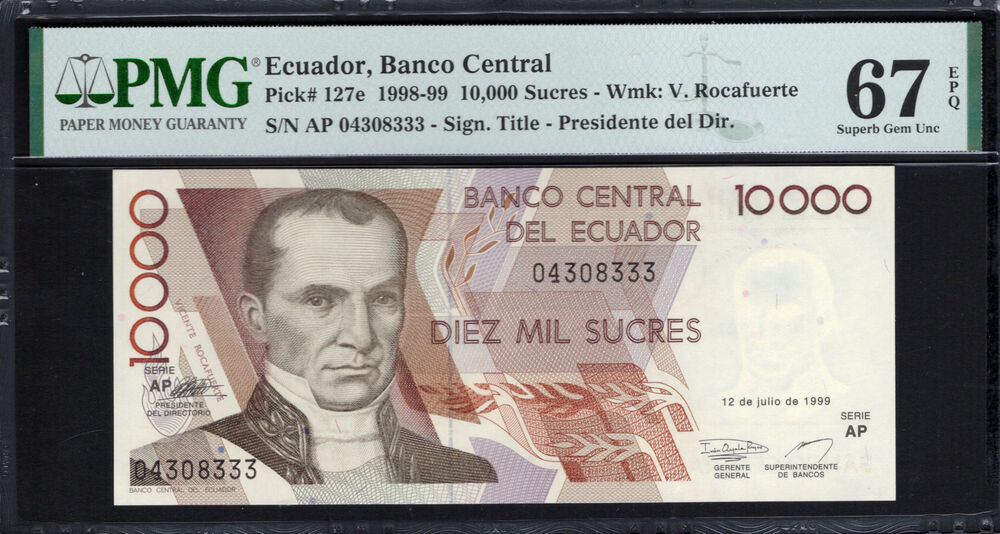 PMG®
PAPER MONEY GUARANTY
Ecuador, Banco Central
Pick# 127e 1998-99 10,000 Sucres - Wmk: V. Rocafuerte
S/N AP 04308333 - Sign. Title - Presidente del Dir.
67
EPQ
Superb Gem Unc
10000
VICENTE ROCAFUERTE
SERIE
AP
PRESIDENTE
DEL DIRECTORIO
04308333
BANCO CENTRAL DEL ECUADOR
BANCO CENTRAL
DEL ECUADOR
10000
04308333
DIEZ MIL SUCRES
12 de julio de 1999
SERIE
AP
GERENTE
GENERAL
SUPERINTENDENTE
DE BANCOS